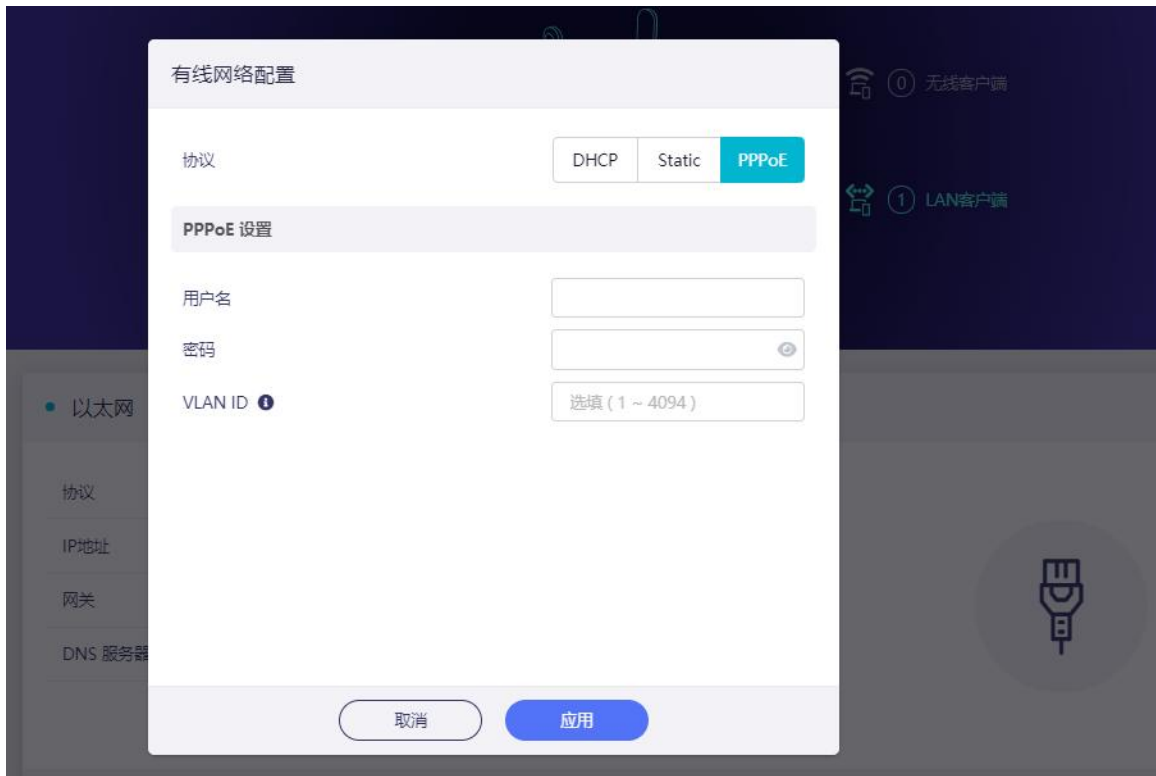 有线网络配置
0 无线客户端
协议 DHCP Static PPPoE
1 LAN客户端
PPPoE 设置
用户名
密码
VLAN ID 选填 ( 1 ~ 4094 )
以太网
协议
IP地址
网关
DNS 服务器
取消 应用